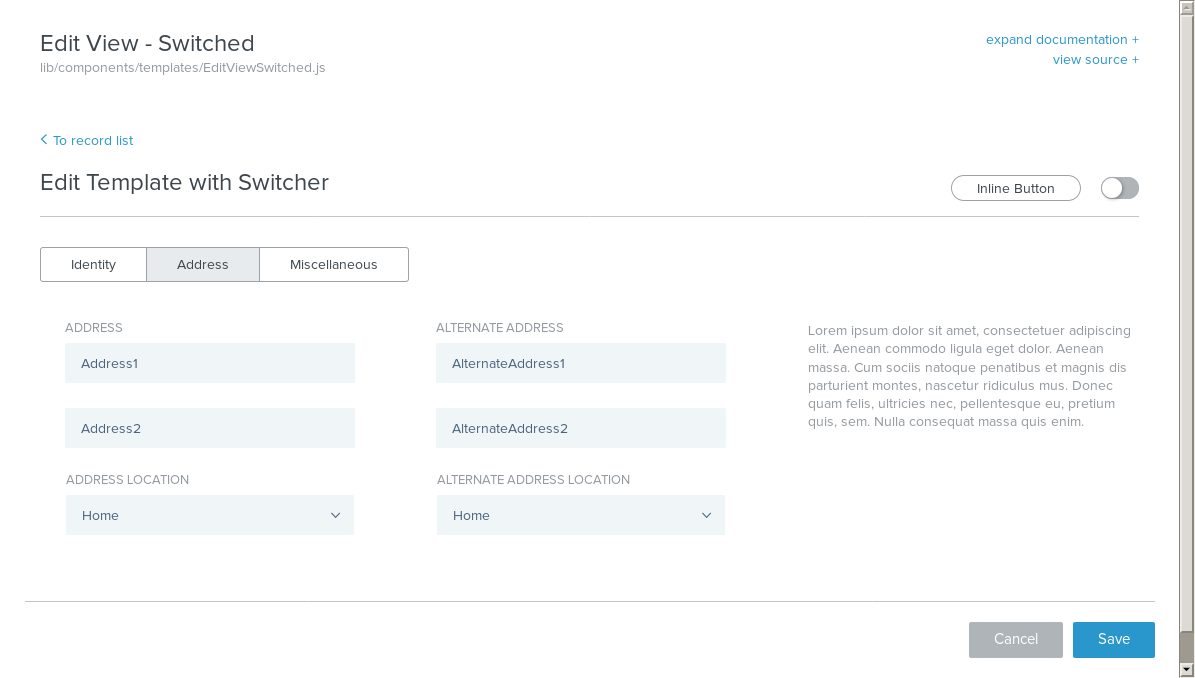 Edit View - Switched
lib/components/templates/EditViewSwitched.js
expand documentation +
view source +
To record list
Edit Template with Switcher
Inline Button
Identity
Address
Miscellaneous
ADDRESS
Address1
Address2
ADDRESS LOCATION
Home
ALTERNATE ADDRESS
AlternateAddress1
AlternateAddress2
ALTERNATE ADDRESS LOCATION
Home
Lorem ipsum dolor sit amet, consectetuer adipiscing
elit. Aenean commodo ligula eget dolor. Aenean
massa. Cum sociis natoque penatibus et magnis dis
parturient montes, nascetur ridiculus mus. Donec
quam felis, ultricies nec, pellentesque eu, pretium
quis, sem. Nulla consequat massa quis enim.
Cancel
Save